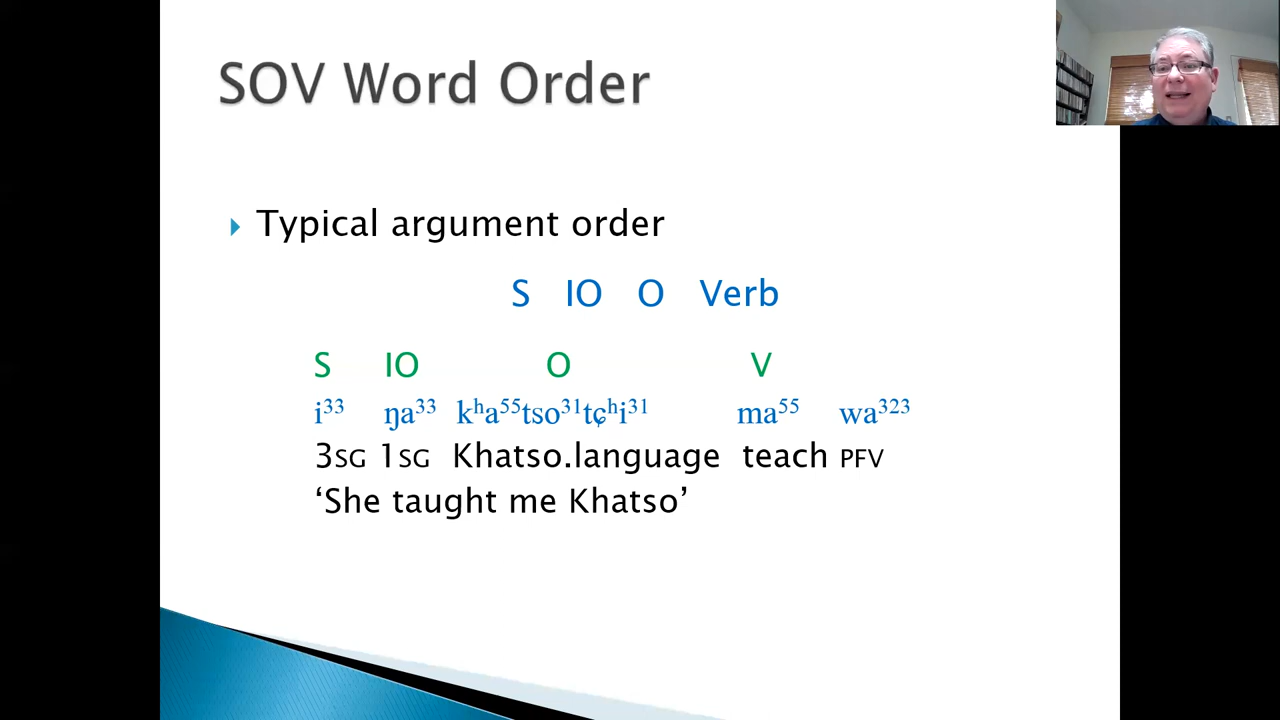 SOV Word Order
Typical argument order
S IO O Verb
S IO O V
i³³ ŋa³³ kʰa⁵⁵tso³¹tɕʰi³¹ ma⁵⁵ wa³²³
3SG 1SG Khatso.language teach PFV
‘She taught me Khatso’